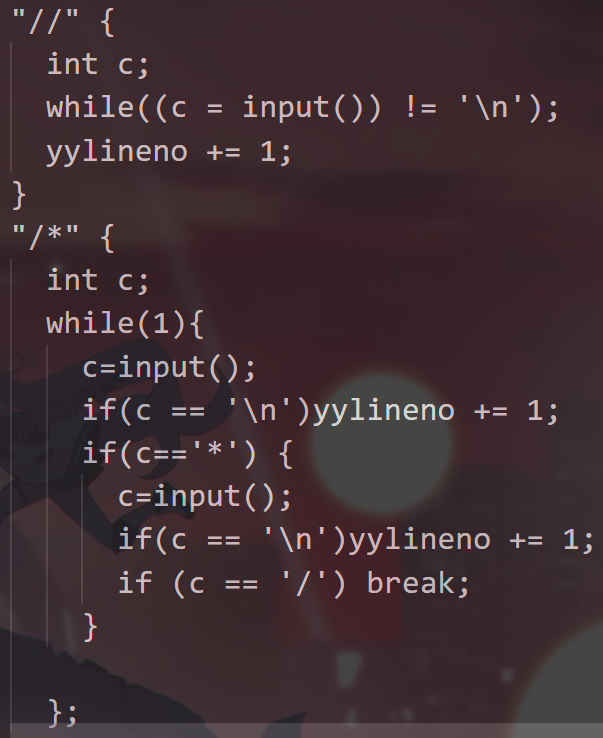 "//" {
  int c;
  while((c = input()) != '\n');
  yylineno += 1;
}
"/*" {
  int c;
  while(1){
    c=input();
    if(c == '\n')yylineno += 1;
    if(c=='*') {
      c=input();
      if(c == '\n')yylineno += 1;
      if (c == '/') break;
    }
  };